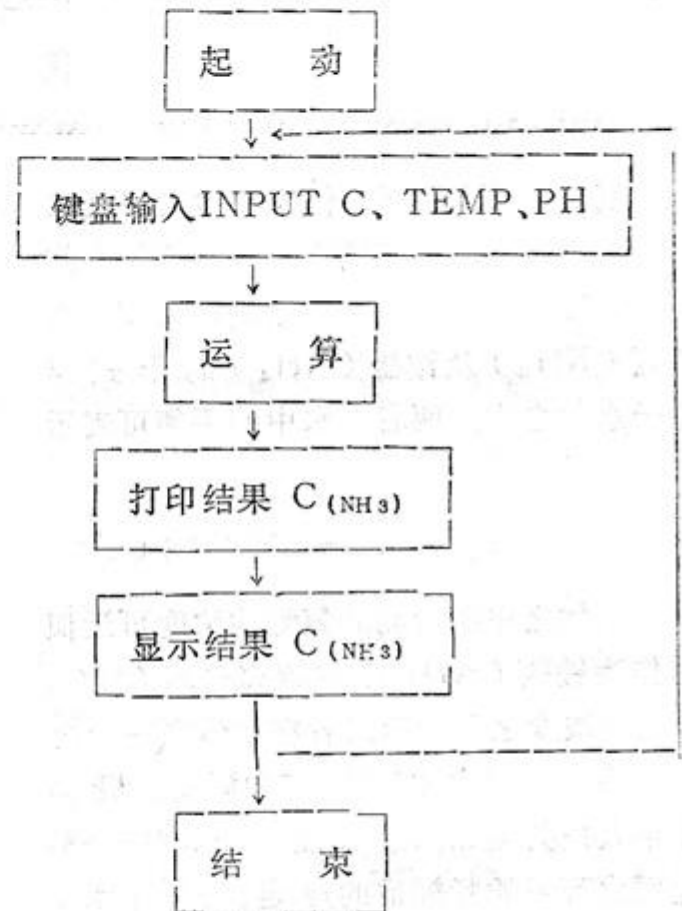 起 动
键盘输入INPUT C、TEMP、PH
运 算
打印结果 C(NH3)
显示结果 C(NH3)
结 束